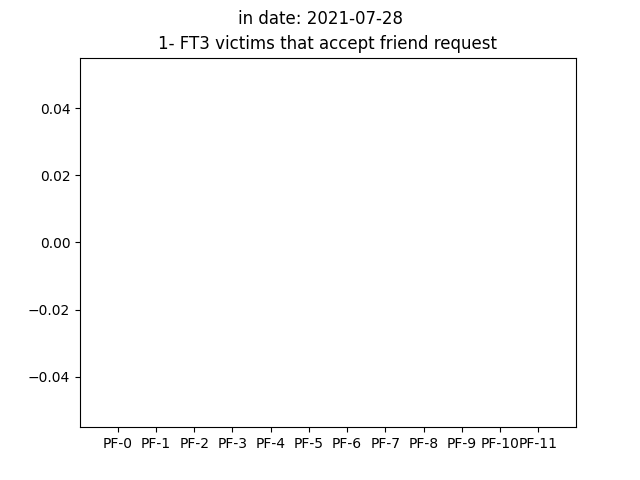 in date: 2021-07-28
1- FT3 victims that accept friend request
0.04
0.02
0.00
−0.02
−0.04
PF-0 PF-1 PF-2 PF-3 PF-4 PF-5 PF-6 PF-7 PF-8 PF-9 PF-10 PF-11